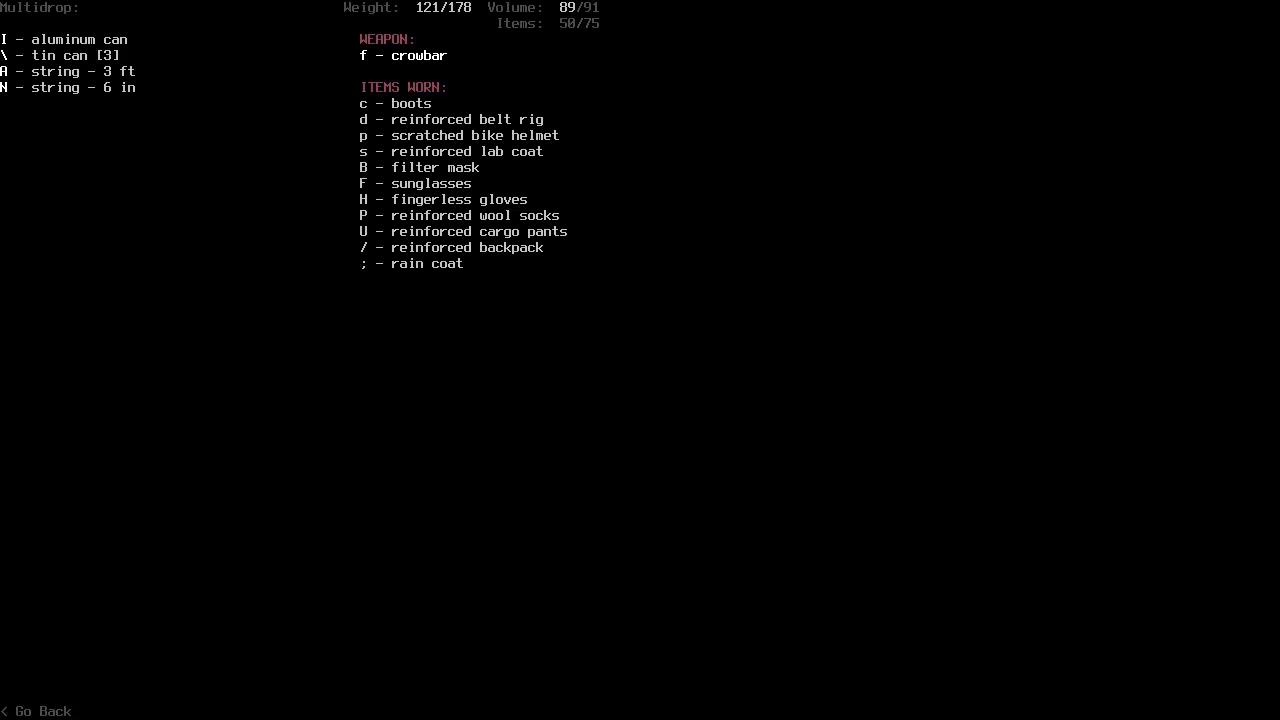 Multidrop: Weight: 121/178 Volume: 89/91
Items: 50/75
I - aluminum can WEAPON:
\ - tin can [3] f - crowbar
A - string - 3 ft
N - string - 6 in ITEMS WORN:
c - boots
d - reinforced belt rig
p - scratched bike helmet
s - reinforced lab coat
B - filter mask
F - sunglasses
H - fingerless gloves
P - reinforced wool socks
U - reinforced cargo pants
/ - reinforced backpack
; - rain coat
< Go Back